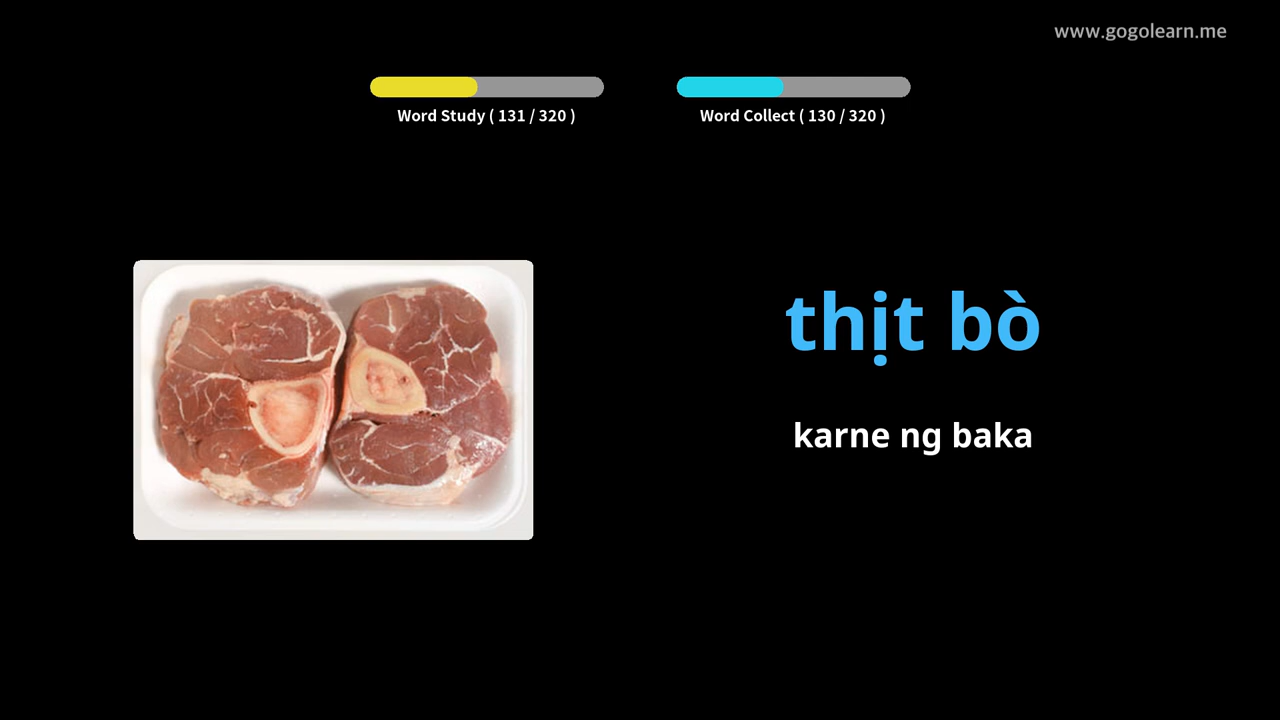 www.gogolearn.me
Word Study ( 131 / 320 )
Word Collect ( 130 / 320 )
thịt bò
karne ng baka